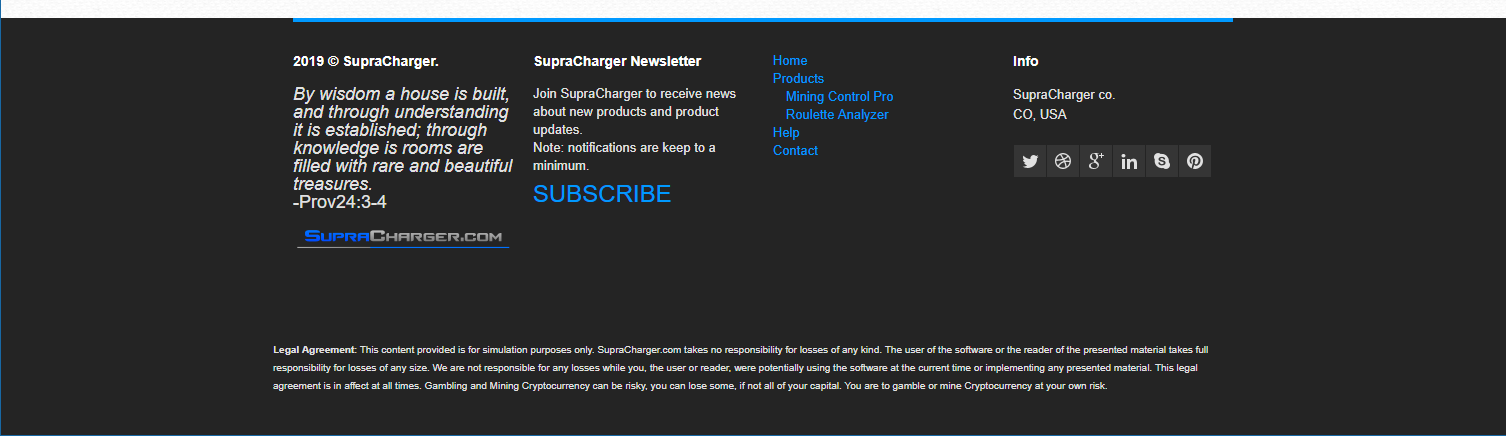 2019 © SupraCharger.
By wisdom a house is built,
and through understanding
it is established; through
knowledge is rooms are
filled with rare and beautiful
treasures.
-Prov24:3-4
SUPRACHARGER.COM
SupraCharger Newsletter
Join SupraCharger to receive news
about new products and product
updates.
Note: notifications are keep to a
minimum.
SUBSCRIBE
Home
Products
Mining Control Pro
Roulette Analyzer
Help
Contact
Info
SupraCharger co.
CO, USA
Legal Agreement: This content provided is for simulation purposes only. SupraCharger.com takes no responsibility for losses of any kind. The user of the software or the reader of the presented material takes full
responsibility for losses of any size. We are not responsible for any losses while you, the user or reader, were potentially using the software at the current time or implementing any presented material. This legal
agreement is in affect at all times. Gambling and Mining Cryptocurrency can be risky, you can lose some, if not all of your capital. You are to gamble or mine Cryptocurrency at your own risk.